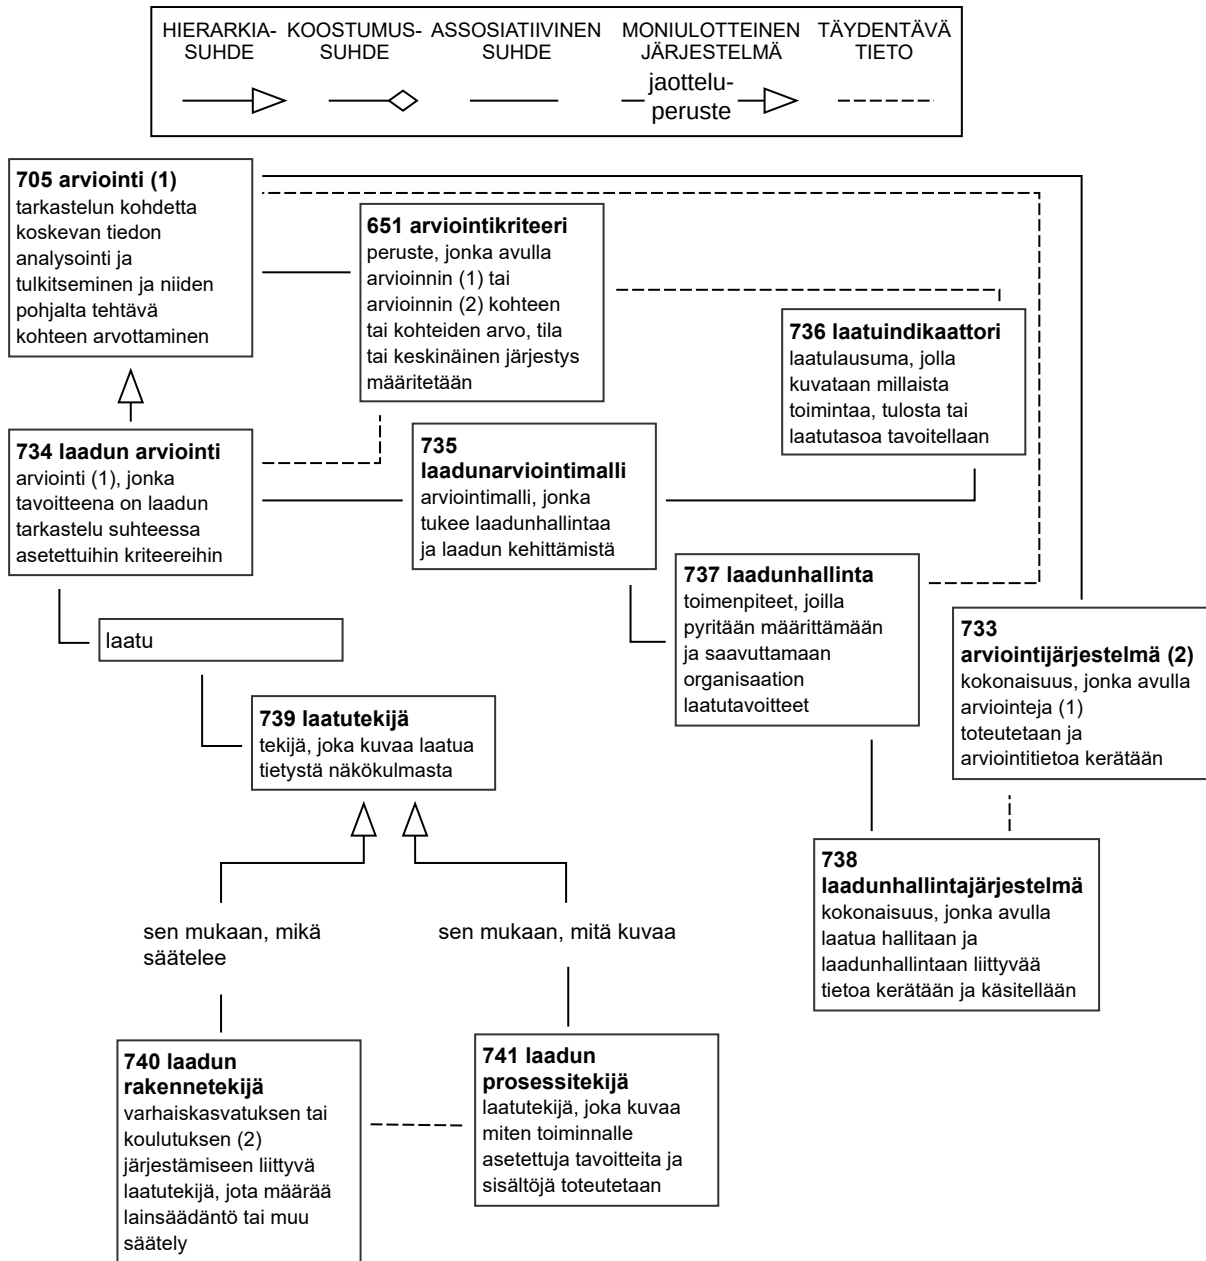 HIERARKIA-
SUHDE
KOOSTUMUS-
SUHDE
ASSOSIATIIVINEN
SUHDE
MONIULOTTEINEN
JÄRJESTELMÄ
jaottelu-
peruste
TÄYDENTÄVÄ
TIETO
705 arviointi (1)
tarkastelun kohdetta
koskevan tiedon
analysointi ja
tulkitseminen ja niiden
pohjalta tehtävä
kohteen arvottaminen
651 arviointikriteeri
peruste, jonka avulla
arvioinnin (1) tai
arvioinnin (2) kohteen
tai kohteiden arvo, tila
tai keskinäinen järjestys
määritetään
736 laatuindikaattori
laatulausuma, jolla
kuvataan millaista
toimintaa, tulosta tai
laatutasoa tavoitellaan
734 laadun arviointi
arviointi (1), jonka
tavoitteena on laadun
tarkastelu suhteessa
asetettuihin kriteereihin
735
laadunarviointimalli
arviointimalli, jonka
tukee laadunhallintaa
ja laadun kehittämistä
737 laadunhallinta
toimenpiteet, joilla
pyritään määrittämään
ja saavuttamaan
organisaation
laatutavoitteet
733
arviointijärjestelmä (2)
kokonaisuus, jonka avulla
arviointeja (1)
toteutetaan ja
arviointitietoa kerätään
laatu
739 laatutekijä
tekijä, joka kuvaa laatua
tietystä näkökulmasta
738
laadunhallintajärjestelmä
kokonaisuus, jonka avulla
laatua hallitaan ja
laadunhallintaan liittyvää
tietoa kerätään ja käsitellään
sen mukaan, mikä
säätelee
sen mukaan, mitä kuvaa
740 laadun
rakennetekijä
varhaiskasvatuksen tai
koulutuksen (2)
järjestämiseen liittyvä
laatutekijä, jota määrää
lainsäädäntö tai muu
säätely
741 laadun
prosessitekijä
laatutekijä, joka kuvaa
miten toiminnalle
asetettuja tavoitteita ja
sisältöjä toteutetaan